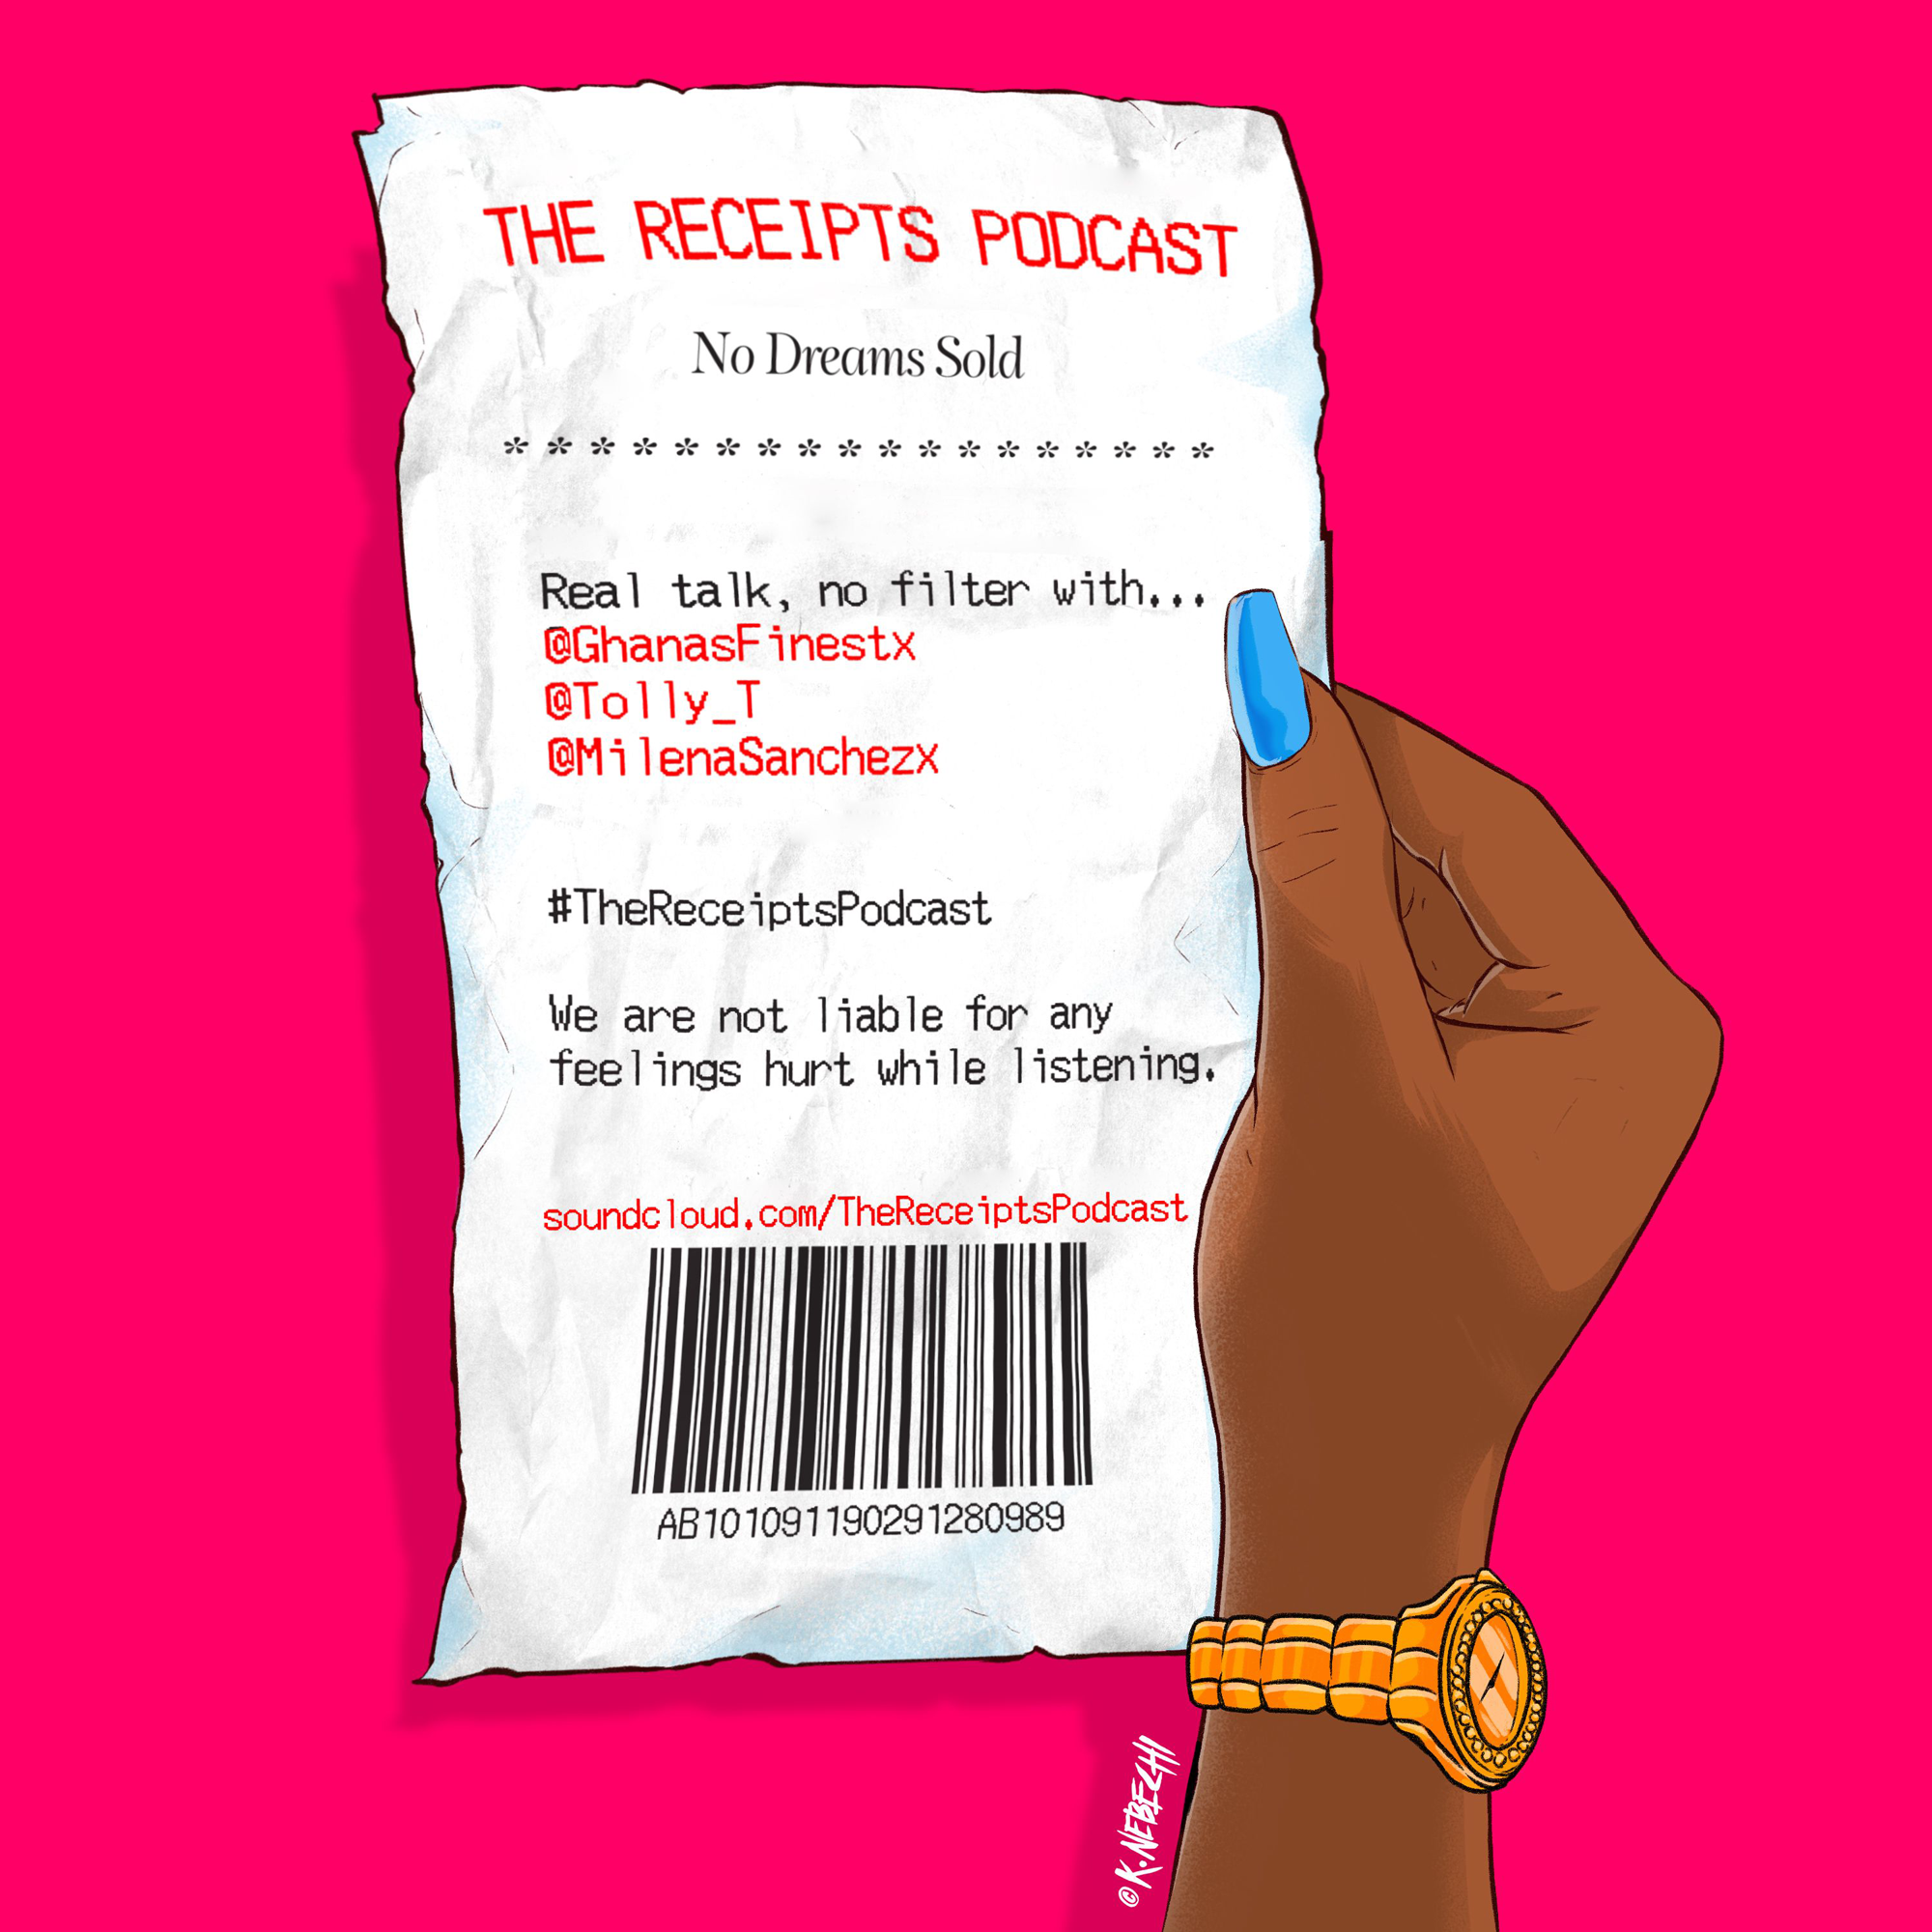 THE RECEIPTS PODCAST
No Dreams Sold
* * * * * * * * * * * * * * * * * *
Real talk, no filter with...
@GhanasFinestx
@Tolly_T
@MilenaSanchezx
#TheReceiptsPodcast
We are not liable for any
feelings hurt while listening.
soundcloud.com/TheReceiptsPodcast
AB101091190291280989
© K.NEBECHI